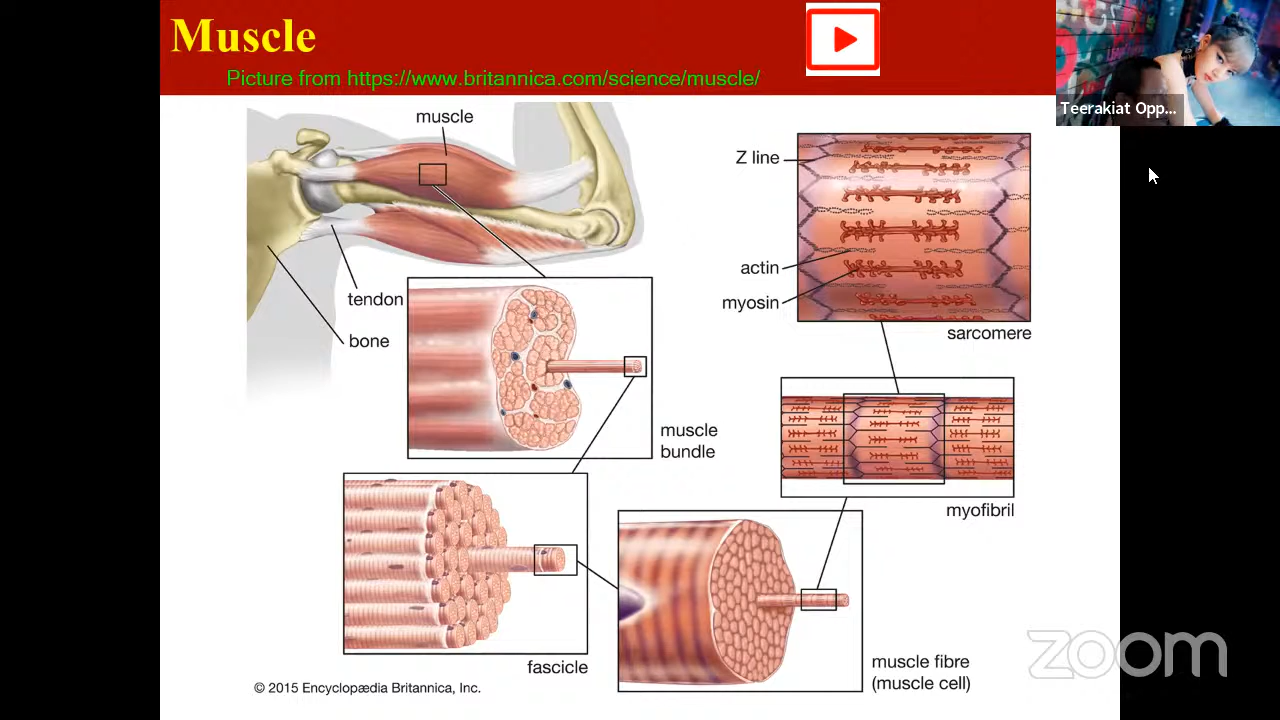 Muscle
Picture from https://www.britannica.com/science/muscle/
Teerakiat Opp...
muscle
tendon
bone
muscle
bundle
fascicle
© 2015 Encyclopædia Britannica, Inc.
Z line
actin
myosin
sarcomere
myofibril
muscle fibre
(muscle cell)
zoom